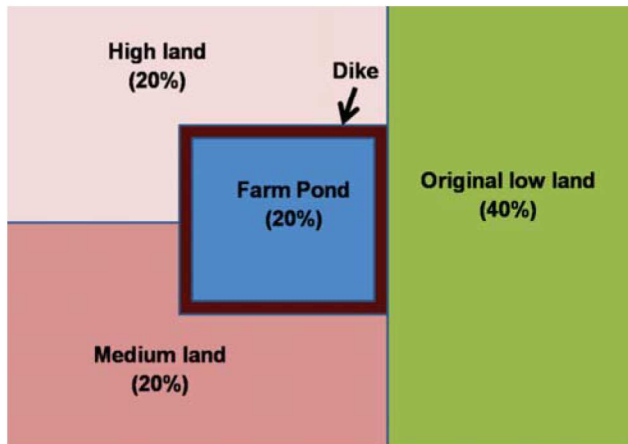 High land
(20%)
Dike
Farm Pond
(20%)
Original low land
(40%)
Medium land
(20%)